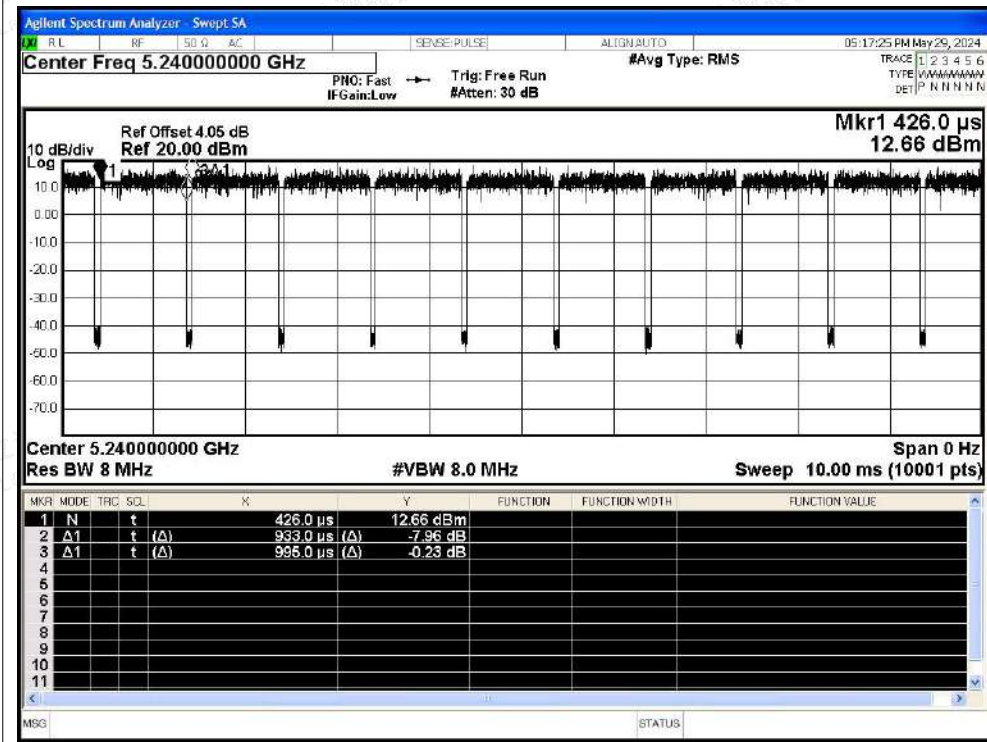 Agilent Spectrum Analyzer - Swept SA
LXI RL RF 50 Ω AC SENSE:PULSE ALIGN AUTO 05:17:25 PM May 29, 2024
Center Freq 5.240000000 GHz #Avg Type: RMS TRACE 1 2 3 4 5 6
PNO: Fast Trig: Free Run TYPE
IFGain:Low #Atten: 30 dB DET P N N N N N
Mkr1 426.0 µs
Ref Offset 4.05 dB
10 dB/div Ref 20.00 dBm 12.66 dBm
Log
1
10.0
0.00
-10.0
-20.0
-30.0
-40.0
-50.0
-60.0
-70.0
Center 5.240000000 GHz Span 0 Hz
Res BW 8 MHz #VBW 8.0 MHz Sweep 10.00 ms (10001 pts)
MKR MODE TRC SCL X Y FUNCTION FUNCTION WIDTH FUNCTION VALUE
1 N t 426.0 µs 12.66 dBm
2 Δ1 t (Δ) 933.0 µs (Δ) -7.96 dB
3 Δ1 t (Δ) 995.0 µs (Δ) -0.23 dB
4
5
6
7
8
9
10
11
MSG STATUS